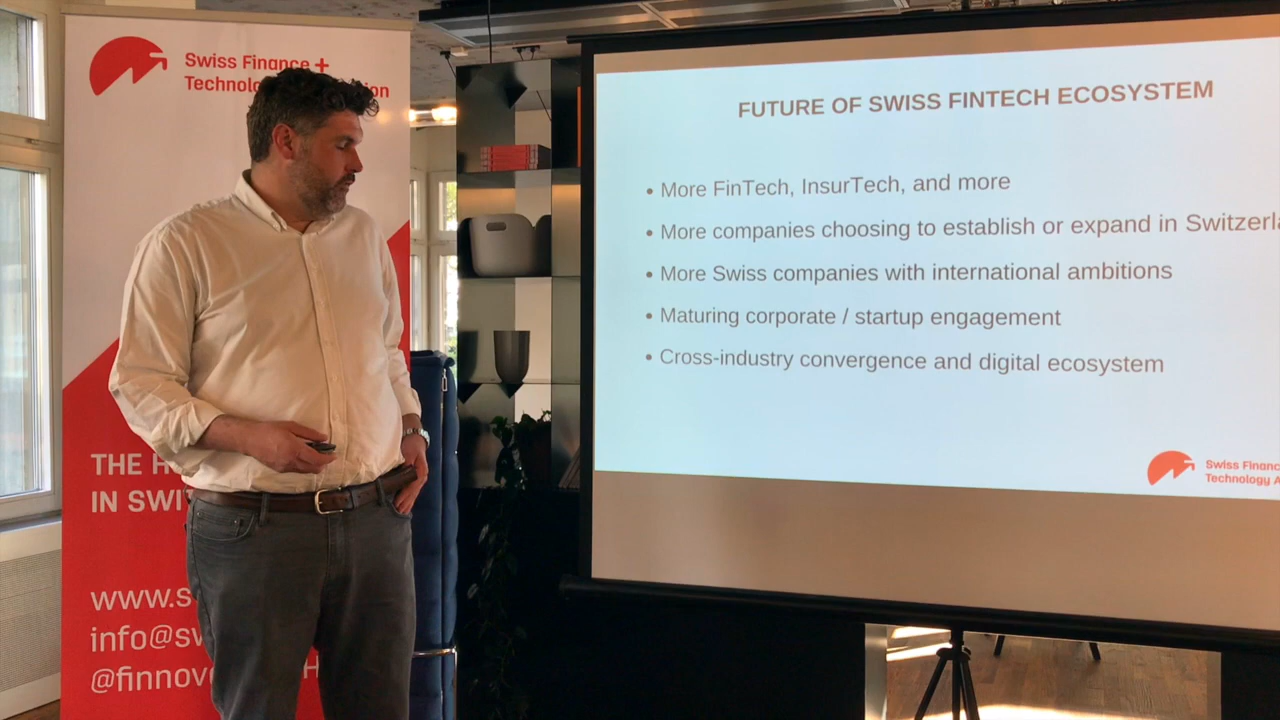 Swiss Finance +
Technolo
THE H
IN SWI
www.s
info@sw
@finnov
FUTURE OF SWISS FINTECH ECOSYSTEM
• More FinTech, InsurTech, and more
• More companies choosing to establish or expand in Switzerla
• More Swiss companies with international ambitions
• Maturing corporate / startup engagement
• Cross-industry convergence and digital ecosystem
Swiss Financ
Technology A